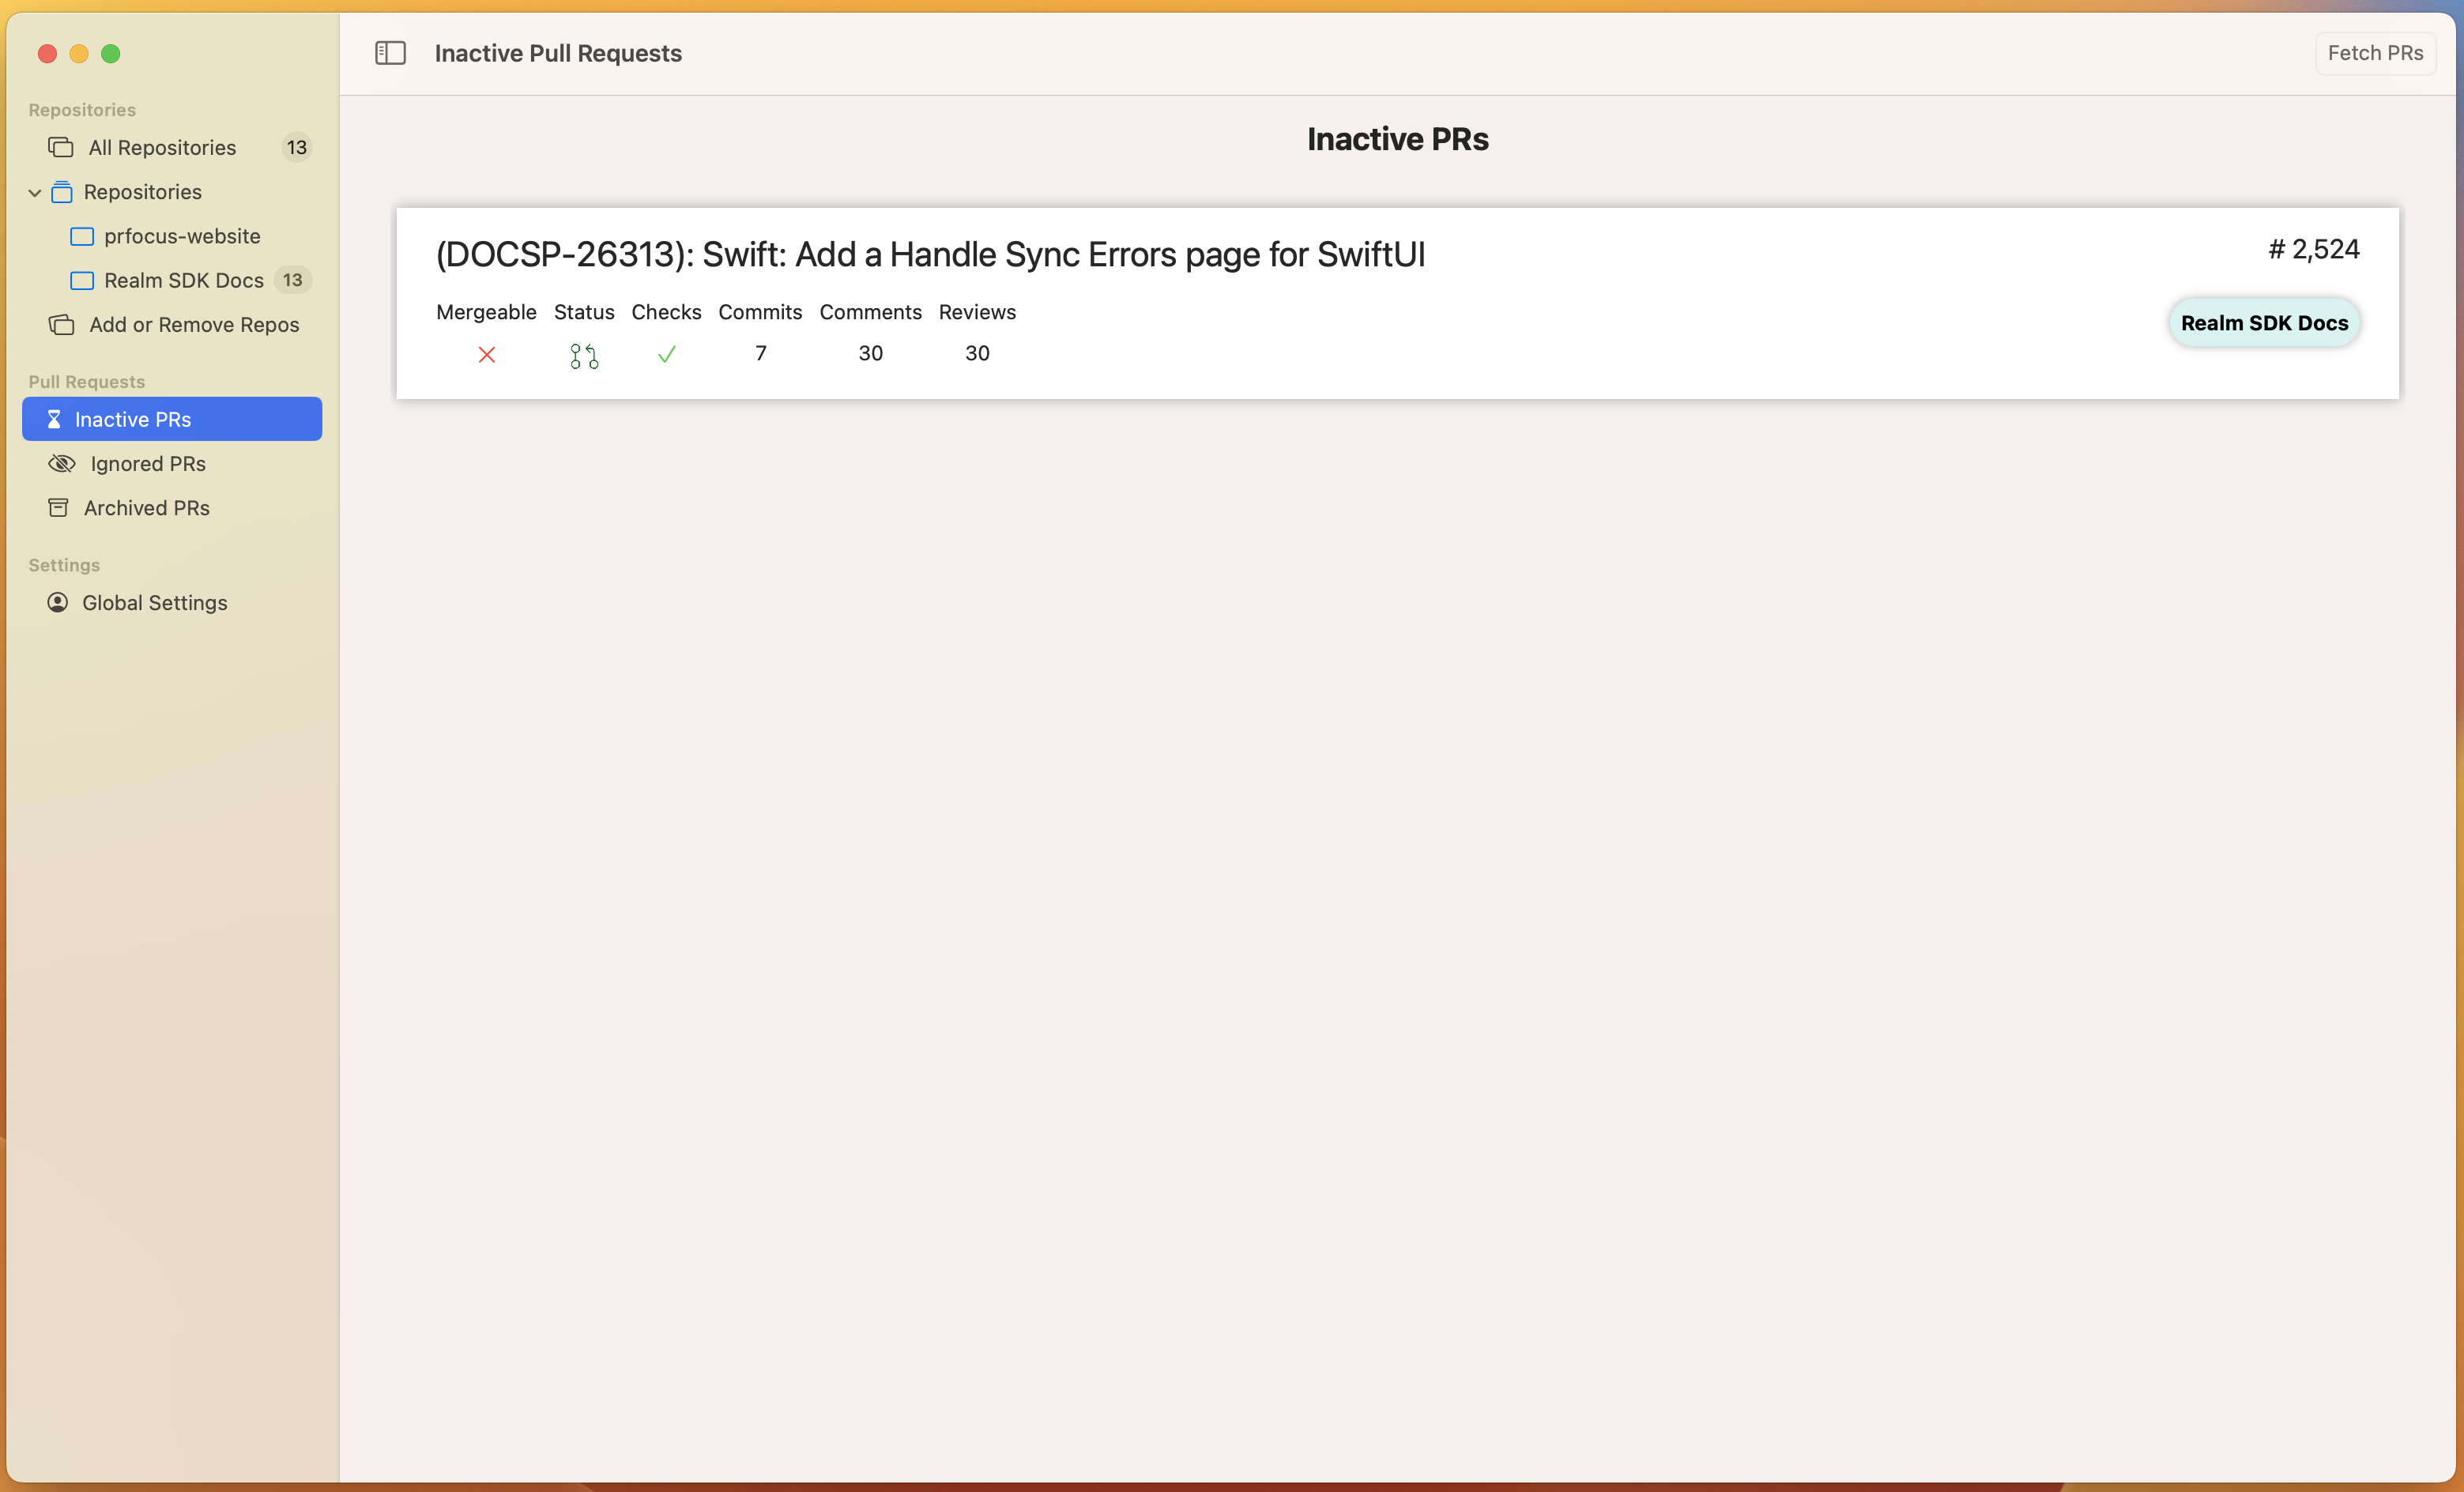 Inactive Pull Requests
Fetch PRs
Repositories
All Repositories 13
Repositories
prfocus-website
Realm SDK Docs 13
Add or Remove Repos
Pull Requests
Inactive PRs
Ignored PRs
Archived PRs
Settings
Global Settings
Inactive PRs
(DOCSP-26313): Swift: Add a Handle Sync Errors page for SwiftUI
# 2,524
Mergeable Status Checks Commits Comments Reviews
7 30 30
Realm SDK Docs